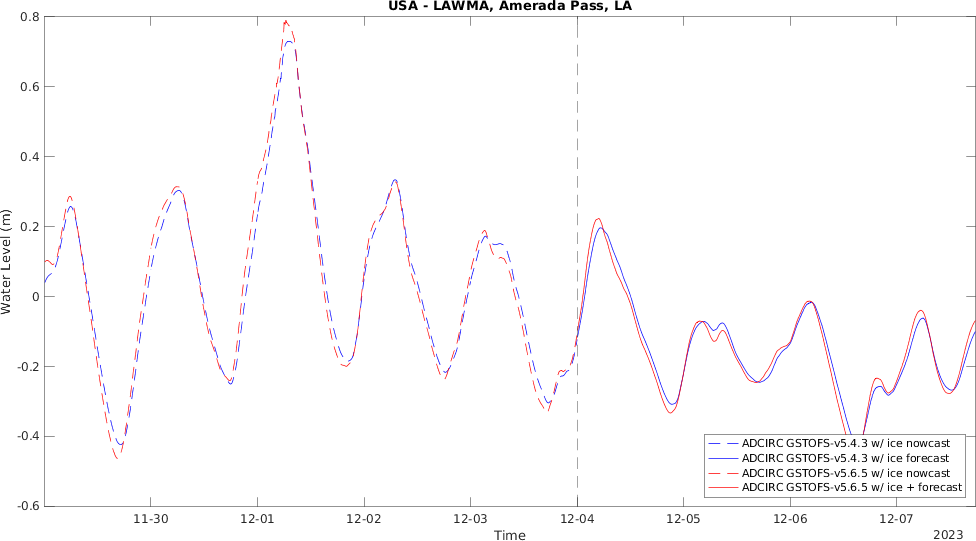 USA - LAWMA, Amerada Pass, LA
0.8
0.6
0.4
0.2
0
-0.2
-0.4
-0.6
Water Level (m)
11-30
12-01
12-02
12-03
12-04
12-05
12-06
12-07
Time
2023
ADCIRC GSTOFS-v5.4.3 w/ ice nowcast
ADCIRC GSTOFS-v5.4.3 w/ ice forecast
ADCIRC GSTOFS-v5.6.5 w/ ice nowcast
ADCIRC GSTOFS-v5.6.5 w/ ice + forecast